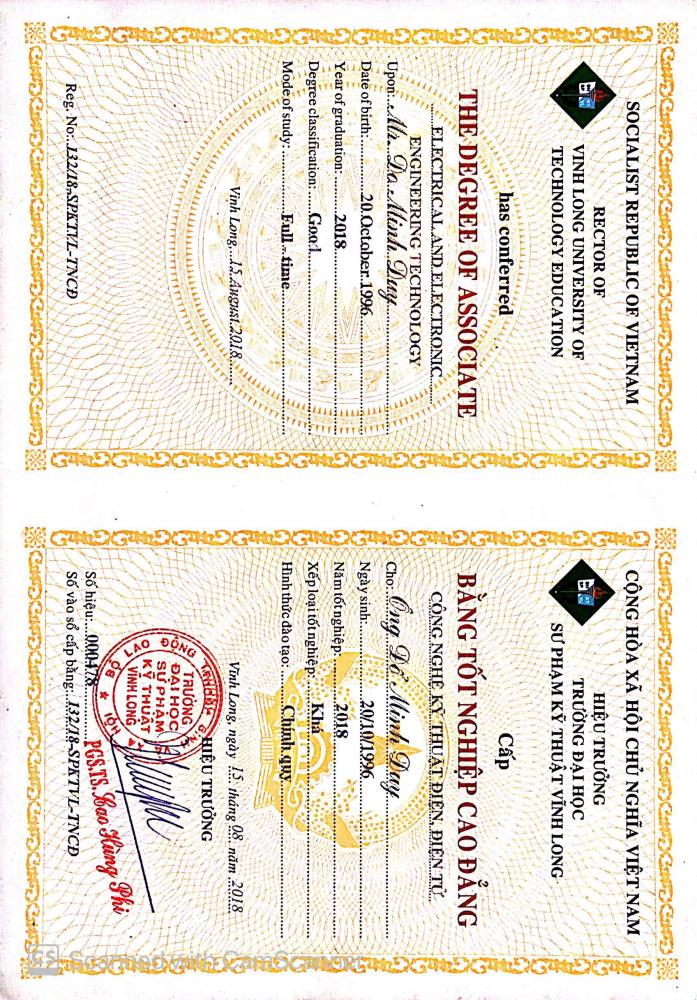 SOCIALIST REPUBLIC OF VIETNAM
RECTOR OF
VINH LONG UNIVERSITY OF
TECHNOLOGY EDUCATION
has conferred
THE DEGREE OF ASSOCIATE
ELECTRICAL AND ELECTRONIC
ENGINEERING TECHNOLOGY
Upon: Mr. Do Minh Duy
Date of birth: 20 October 1996
Year of graduation: 2018
Degree classification: Good
Mode of study: Full - time
Vinh Long, 15 August 2018
Reg. No: 132/18-SPKTVL-TNCĐ
CỘNG HÒA XÃ HỘI CHỦ NGHĨA VIỆT NAM
HIỆU TRƯỞNG
TRƯỜNG ĐẠI HỌC
SƯ PHẠM KỸ THUẬT VĨNH LONG
Cấp
BẰNG TỐT NGHIỆP CAO ĐẲNG
CÔNG NGHỆ KỸ THUẬT ĐIỆN, ĐIỆN TỬ
Cho: Ông Đỗ Minh Duy
Ngày sinh: 20/10/1996
Năm tốt nghiệp: 2018
Xếp loại tốt nghiệp: Khá
Hình thức đào tạo: Chính quy
Vĩnh Long, ngày 15 tháng 08 năm 2018
HIỆU TRƯỞNG
TRƯỜNG
ĐẠI HỌC
SƯ PHẠM
KỸ THUẬT
VĨNH LONG
PGS.TS. Cao Hùng Phi
Số hiệu: 000478
Số vào sổ cấp bằng: 132/18-SPKTVL-TNCĐ
CS Scanned with CamScanner